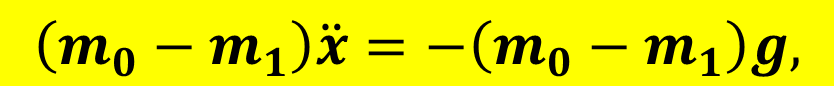 (m₀ − m₁)ẍ = −(m₀ − m₁)g,